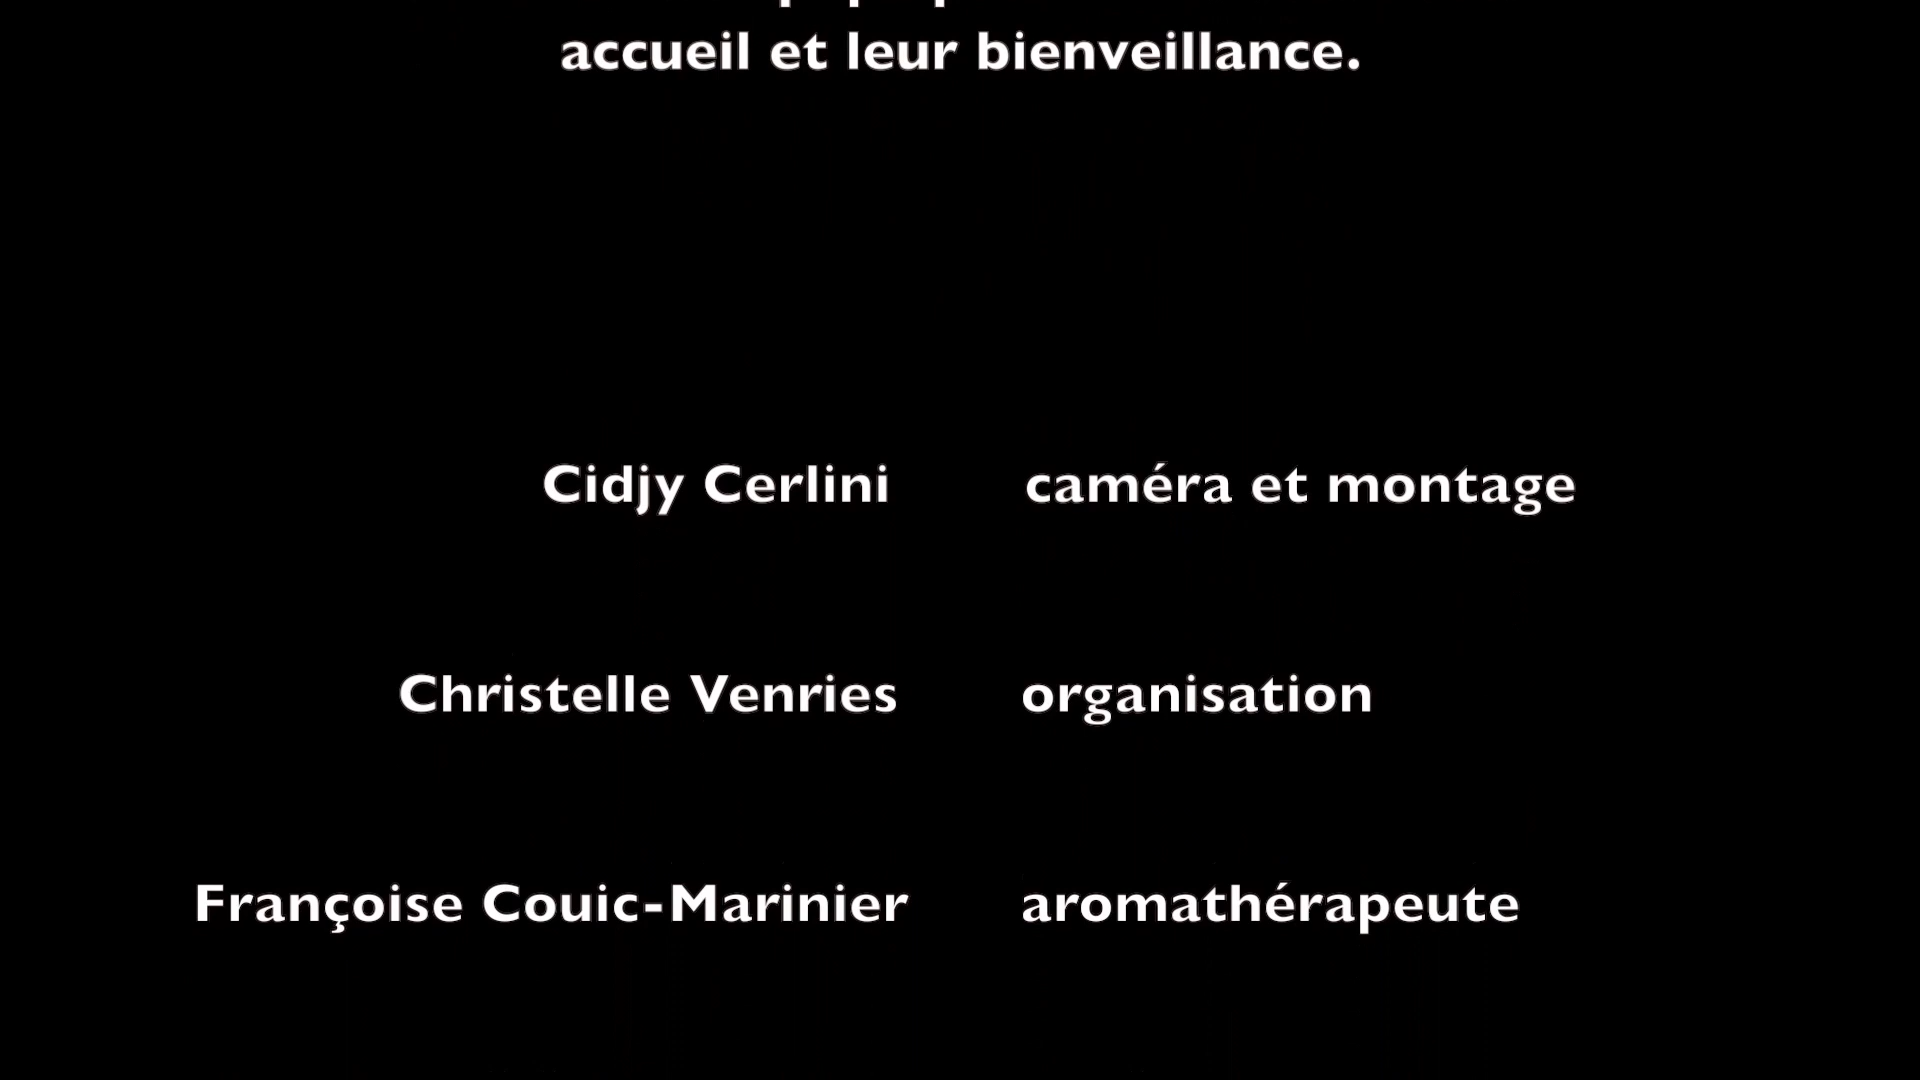 accueil et leur bienveillance.
Cidjy Cerlini caméra et montage
Christelle Venries organisation
Françoise Couic-Marinier aromathérapeute